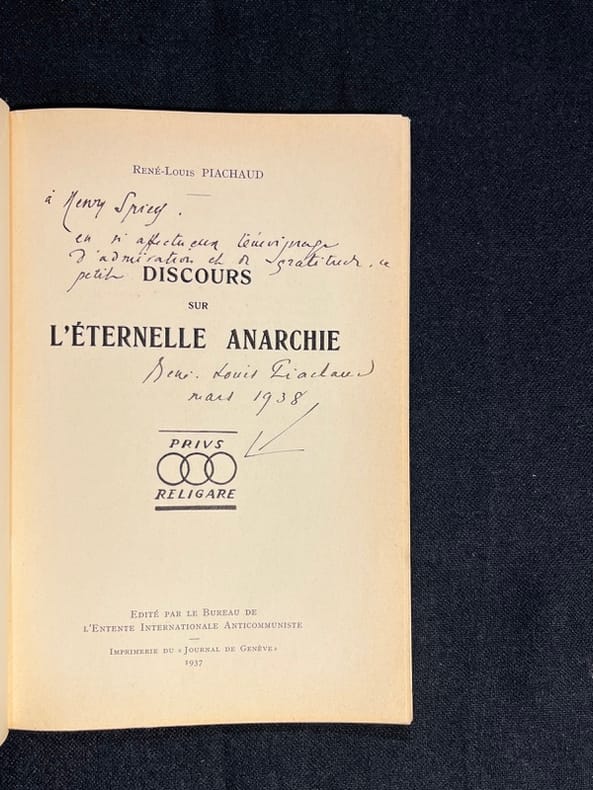 RENÉ-LOUIS PIACHAUD
à Henry Spiess.
en si affectueux témoignage
d'admiration et de gratitude, ce
petit DISCOURS
SUR
L'ÉTERNELLE ANARCHIE
René-Louis Piachaud
mars 1938
PRIVS
RELIGARE
EDITÉ PAR LE BUREAU DE
L'ENTENTE INTERNATIONALE ANTICOMMUNISTE
IMPRIMERIE DU « JOURNAL DE GENÈVE »
1937